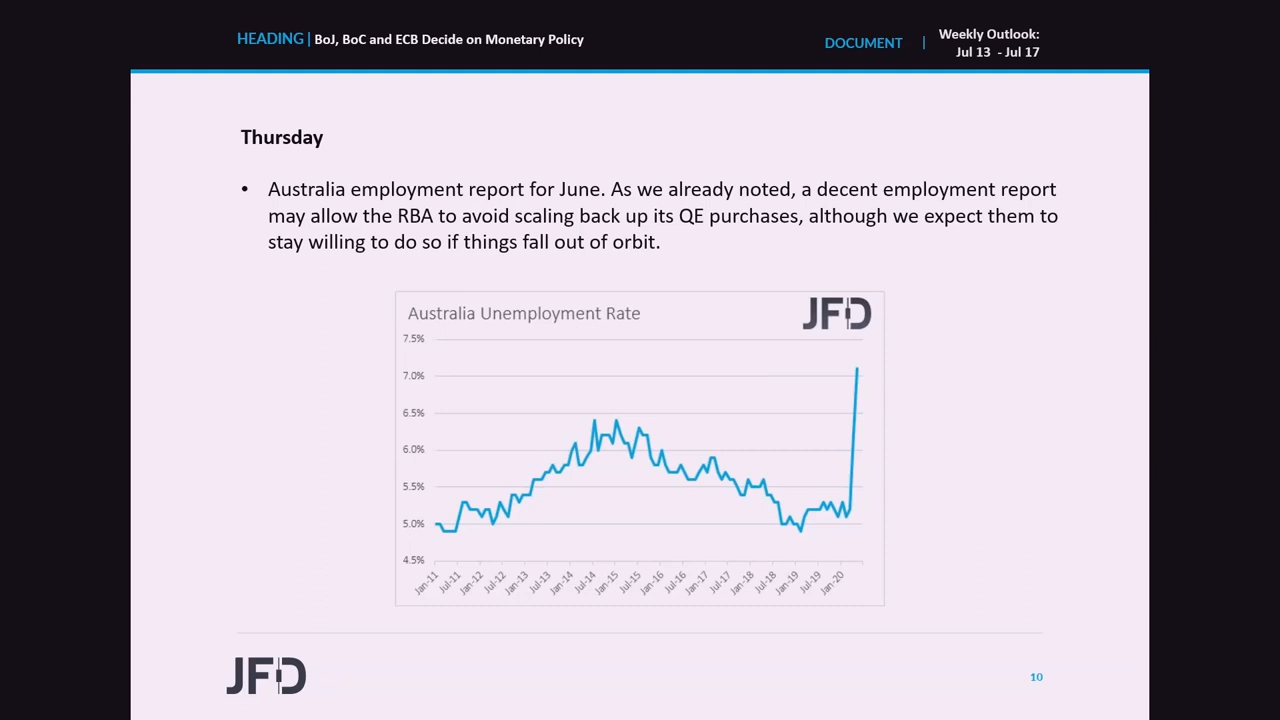 HEADING | BoJ, BoC and ECB Decide on Monetary Policy
DOCUMENT | Weekly Outlook:
Jul 13 - Jul 17
Thursday
• Australia employment report for June. As we already noted, a decent employment report
may allow the RBA to avoid scaling back up its QE purchases, although we expect them to
stay willing to do so if things fall out of orbit.
Australia Unemployment Rate
JFD
7.5%
7.0%
6.5%
6.0%
5.5%
5.0%
4.5%
Jan-11 Jul-11 Jan-12 Jul-12 Jan-13 Jul-13 Jan-14 Jul-14 Jan-15 Jul-15 Jan-16 Jul-16 Jan-17 Jul-17 Jan-18 Jul-18 Jan-19 Jul-19 Jan-20
JFD
10